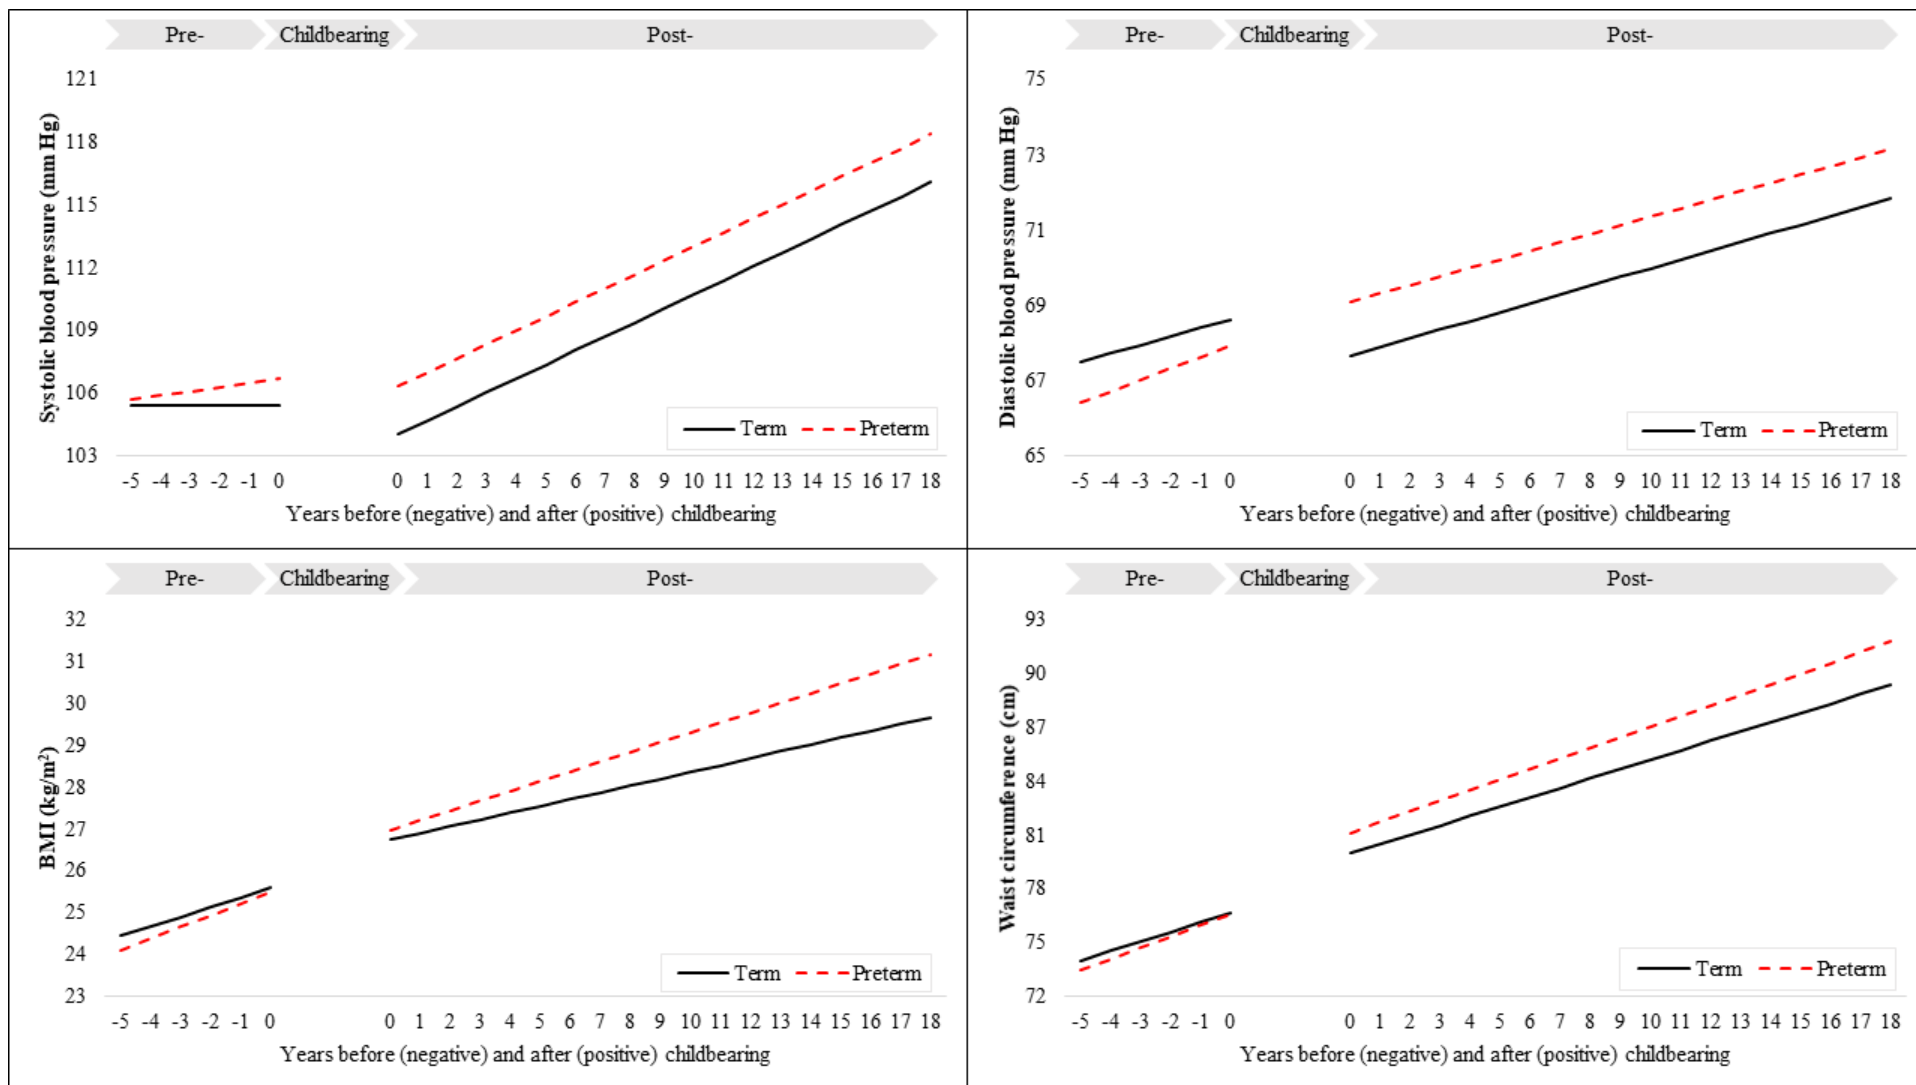 Pre- Childbearing Post-
121
118
115
112
109
106
103
Systolic blood pressure (mm Hg)
Term Preterm
-5 -4 -3 -2 -1 0 0 1 2 3 4 5 6 7 8 9 10 11 12 13 14 15 16 17 18
Years before (negative) and after (positive) childbearing
Pre- Childbearing Post-
75
73
71
69
67
65
Diastolic blood pressure (mm Hg)
Term Preterm
-5 -4 -3 -2 -1 0 0 1 2 3 4 5 6 7 8 9 10 11 12 13 14 15 16 17 18
Years before (negative) and after (positive) childbearing
Pre- Childbearing Post-
32
31
30
29
28
27
26
25
24
23
BMI (kg/m²)
Term Preterm
-5 -4 -3 -2 -1 0 0 1 2 3 4 5 6 7 8 9 10 11 12 13 14 15 16 17 18
Years before (negative) and after (positive) childbearing
Pre- Childbearing Post-
93
90
87
84
81
78
75
72
Waist circumference (cm)
Term Preterm
-5 -4 -3 -2 -1 0 0 1 2 3 4 5 6 7 8 9 10 11 12 13 14 15 16 17 18
Years before (negative) and after (positive) childbearing